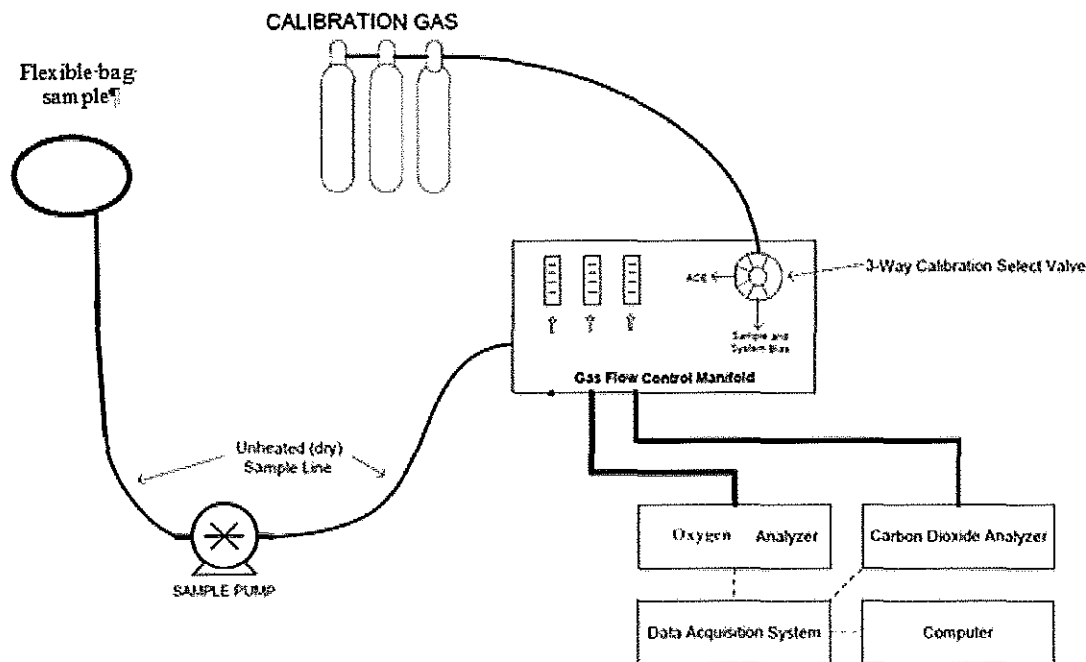 CALIBRATION GAS
Flexible-bag-
sample¶
3-Way Calibration Select Valve
ACE
Sample and
System Bias
Gas Flow Control Manifold
Unheated (dry)
Sample Line
SAMPLE PUMP
Oxygen Analyzer
Carbon Dioxide Analyzer
Data Acquisition System
Computer